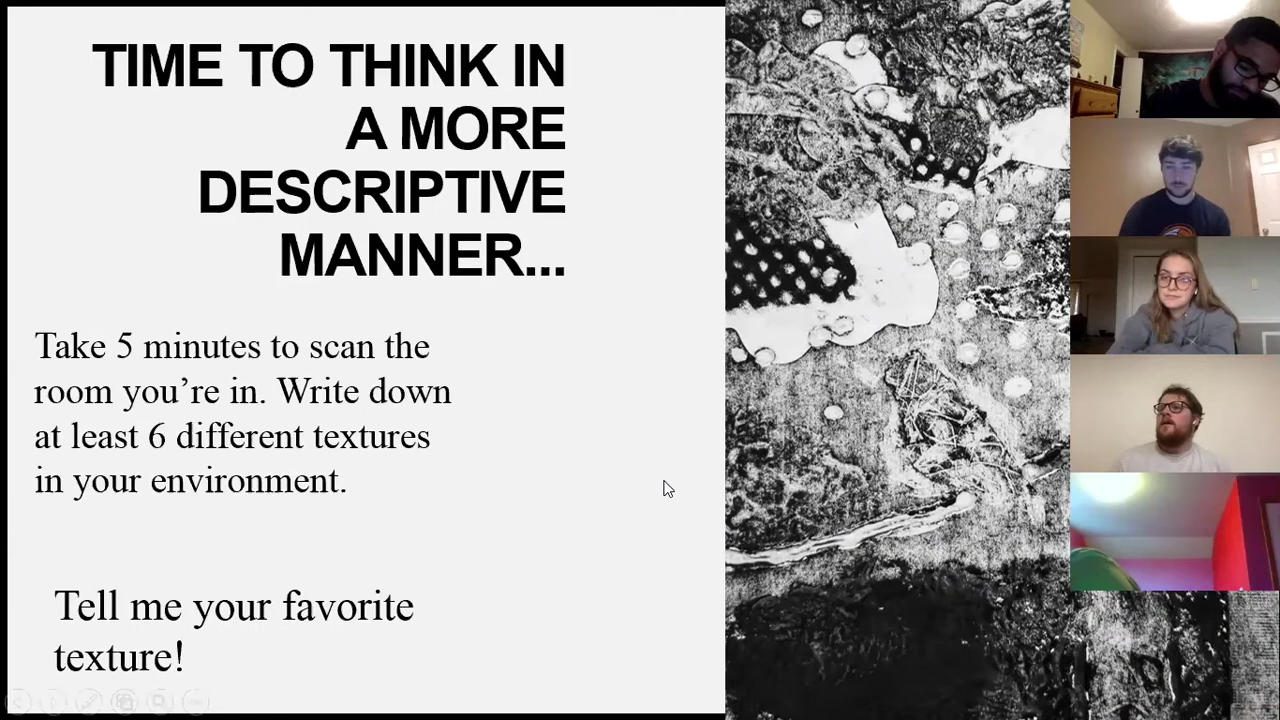 TIME TO THINK IN
A MORE
DESCRIPTIVE
MANNER...
Take 5 minutes to scan the
room you’re in. Write down
at least 6 different textures
in your environment.
Tell me your favorite
texture!